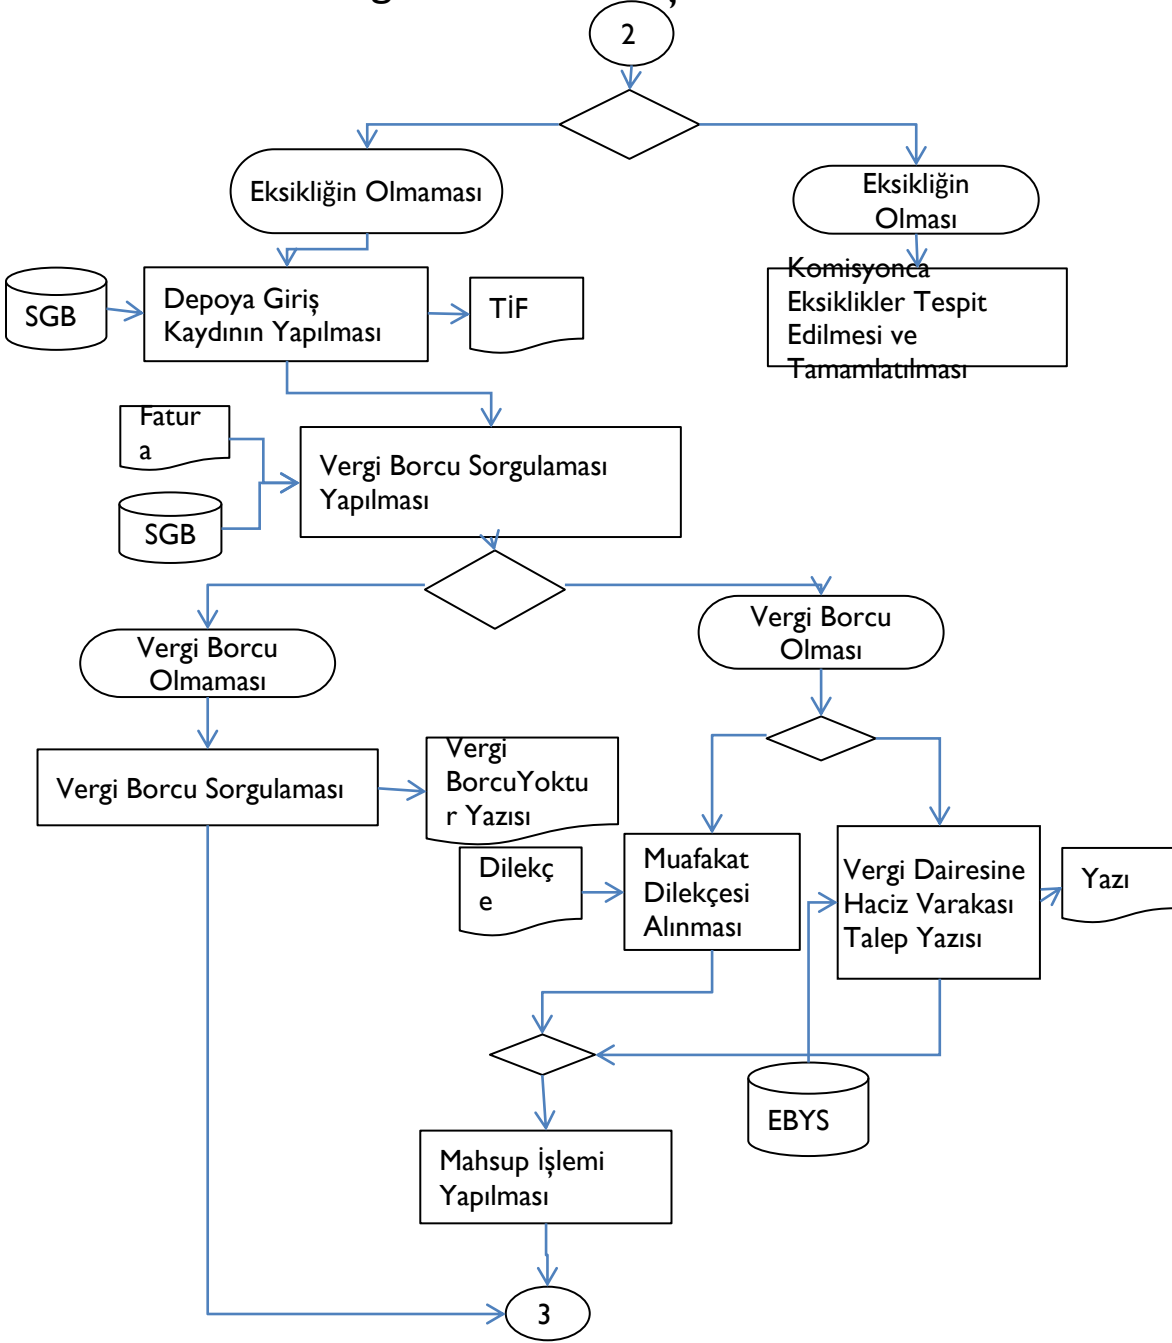 2
Eksikliğin Olmaması
Eksikliğin
Olması
SGB
Depoya Giriş
Kaydının Yapılması
TİF
Komisyonca
Eksiklikler Tespit
Edilmesi ve
Tamamlatılması
Fatur
a
Vergi Borcu Sorgulaması
Yapılması
SGB
Vergi Borcu
Olmaması
Vergi Borcu
Olması
Vergi Borcu Sorgulaması
Vergi
BorcuYoktu
r Yazısı
Dilekç
e
Muafakat
Dilekçesi
Alınması
Vergi Dairesine
Haciz Varakası
Talep Yazısı
Yazı
EBYS
Mahsup İşlemi
Yapılması
3